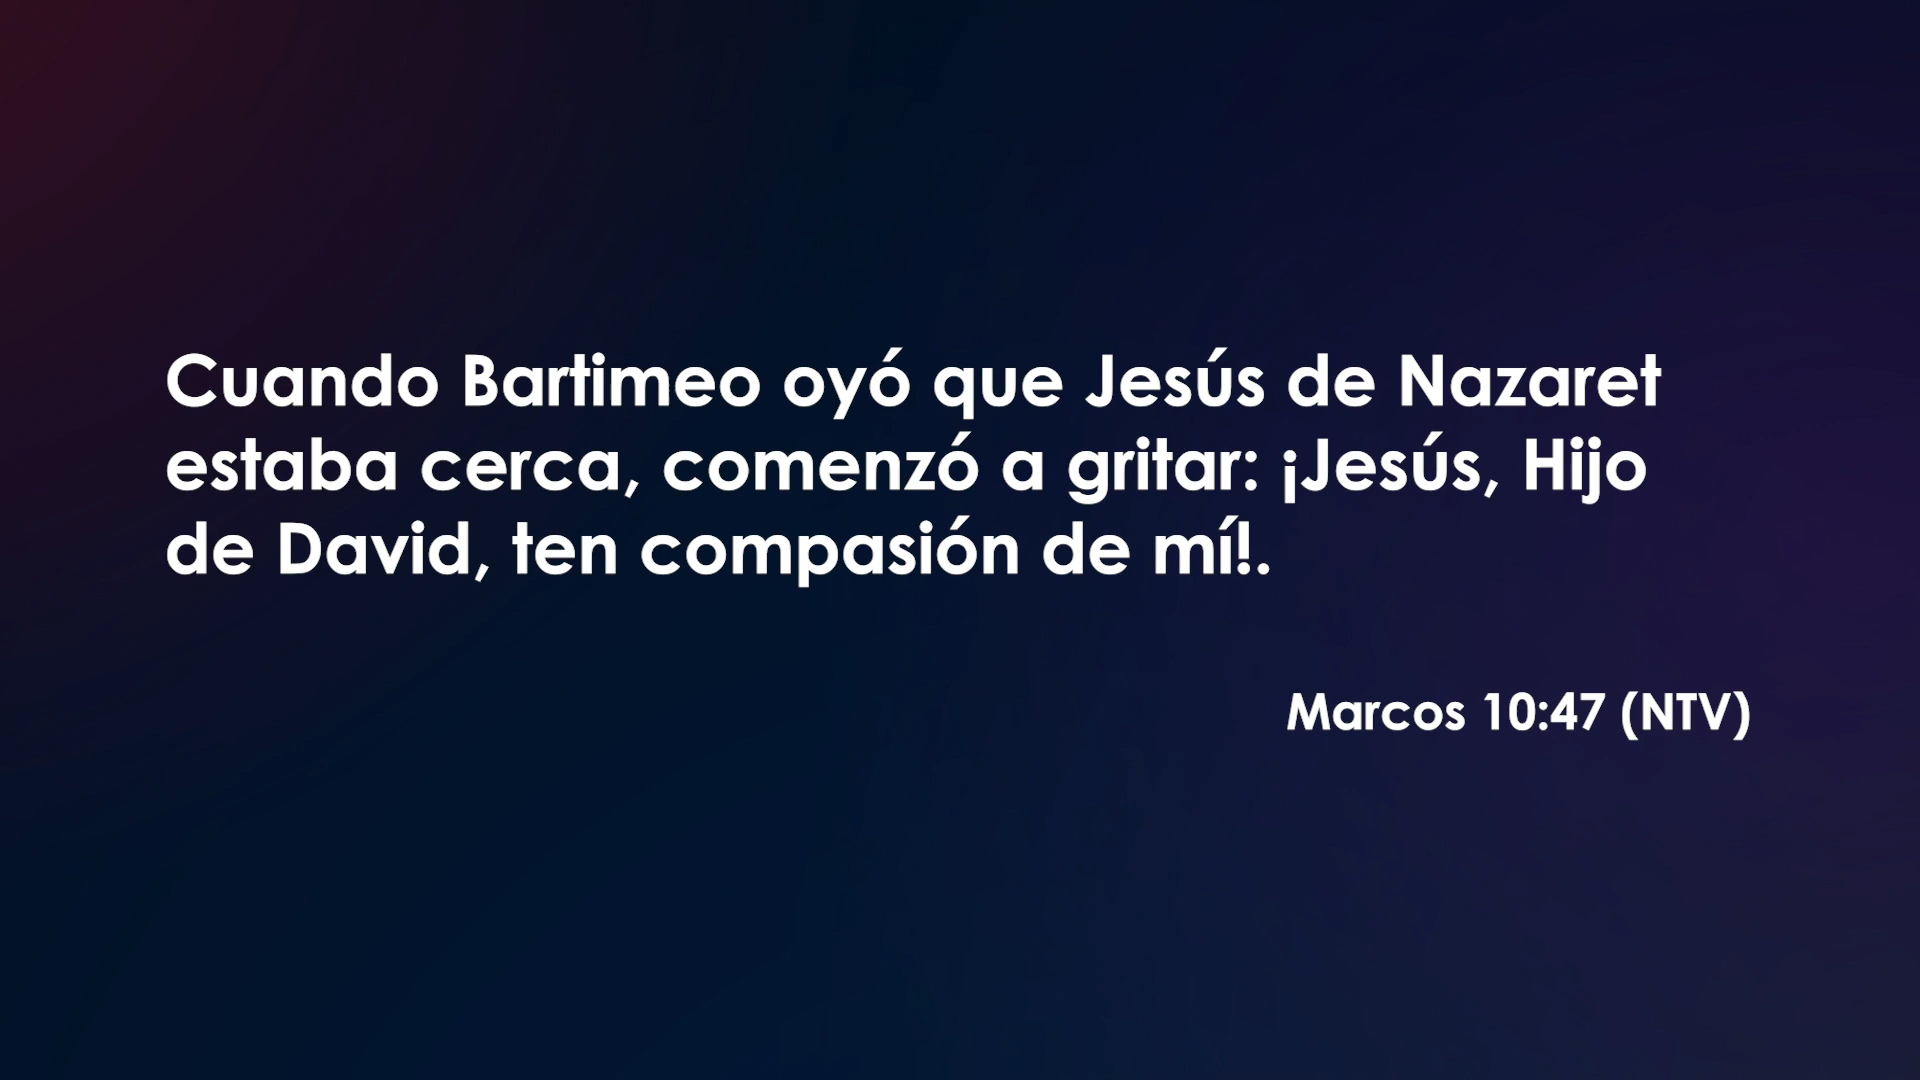 Cuando Bartimeo oyó que Jesús de Nazaret
estaba cerca, comenzó a gritar: ¡Jesús, Hijo
de David, ten compasión de mí!.
Marcos 10:47 (NTV)